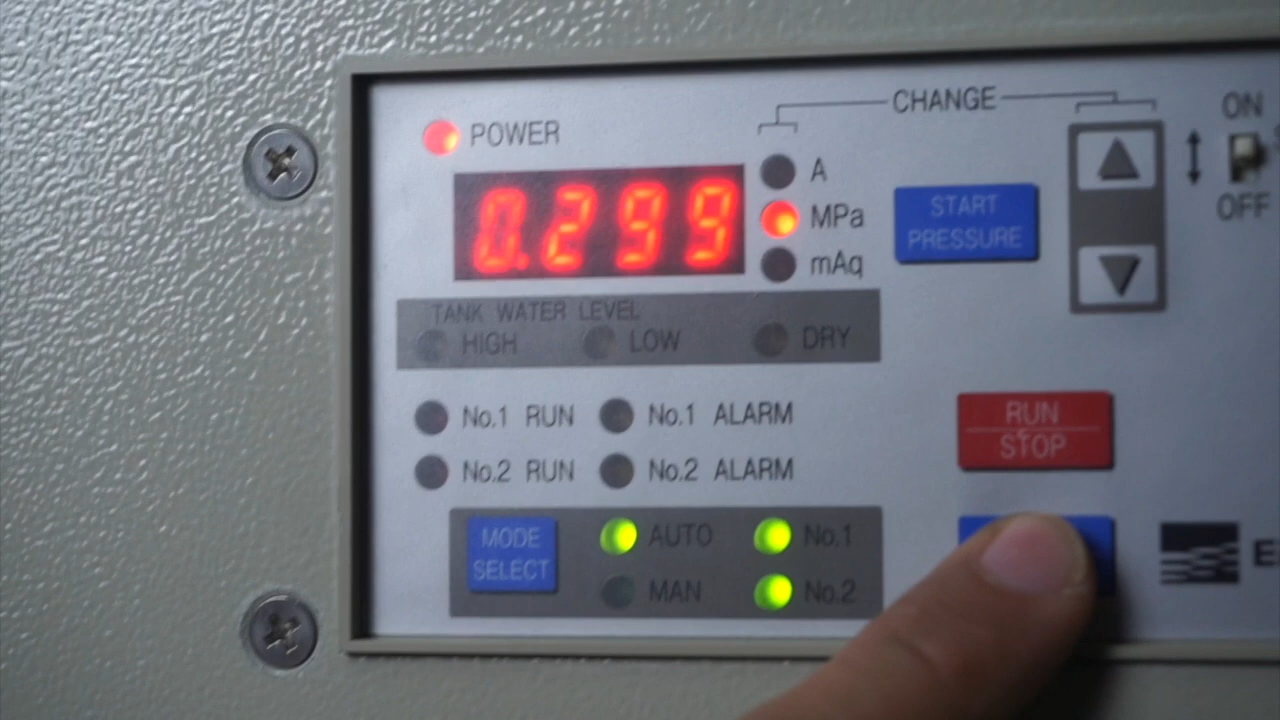 CHANGE
ON
POWER
0.299
A
MPa
mAq
START
PRESSURE
OFF
TANK WATER LEVEL
HIGH
LOW
DRY
No.1 RUN
No.1 ALARM
No.2 RUN
No.2 ALARM
RUN
STOP
MODE
SELECT
AUTO
No.1
MAN
No.2
E